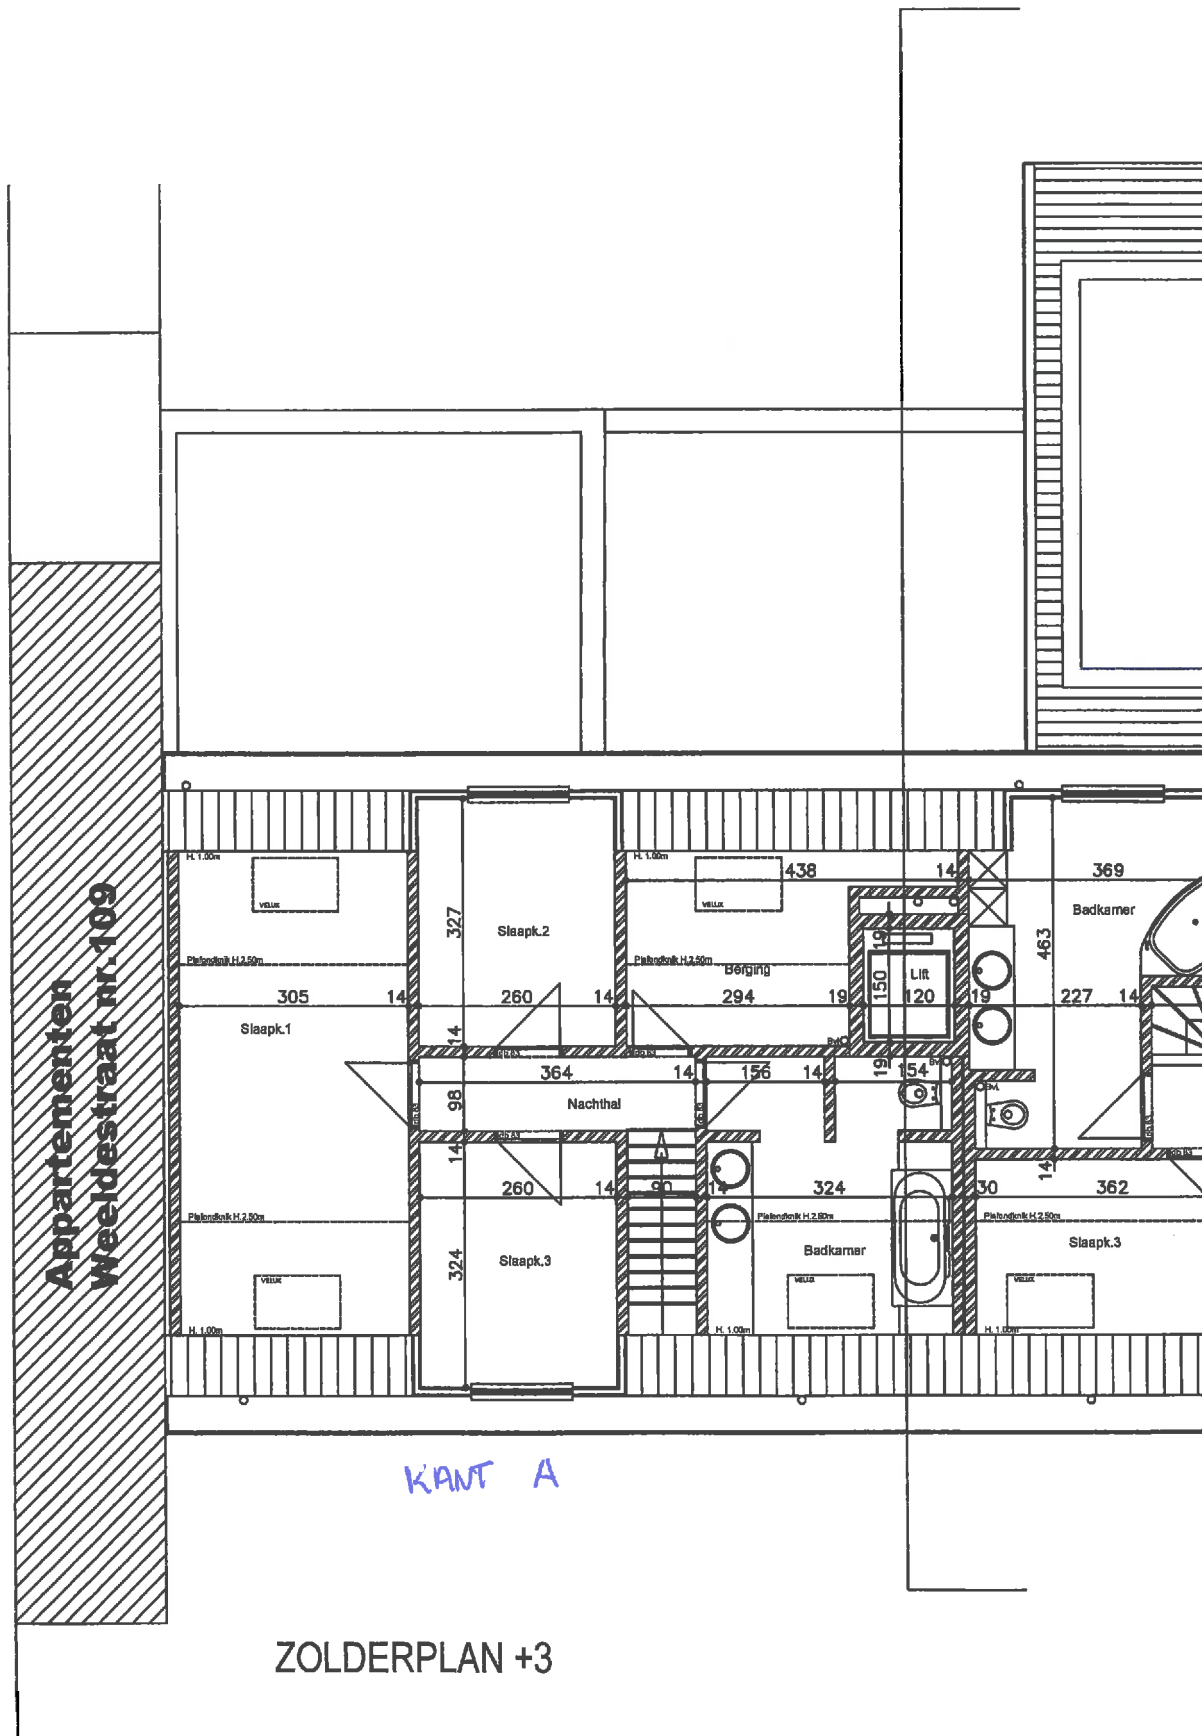 H. 1.00m
H. 1.00m
438
14
369
VELUX
VELUX
Badkamer
327
Slaapk.2
19
463
Plafondknik H.2.50m
Plafondknik H.2.50m
Berging
Lift
150
305
14
260
14
294
19
120
19
227
14
Slaapk.1
14
19
364
14
156
14
154
98
Nachthal
14
14
260
14
90
14
324
30
362
Plafondknik H.2.50m
Plafondknik H.2.50m
Plafondknik H.2.50m
Badkamer
Slaapk.3
324
Slaapk.3
VELUX
VELUX
VELUX
H. 1.00m
H. 1.00m
H. 1.00m
Appartementen
Weeldestraat nr.109
KANT A
ZOLDERPLAN +3